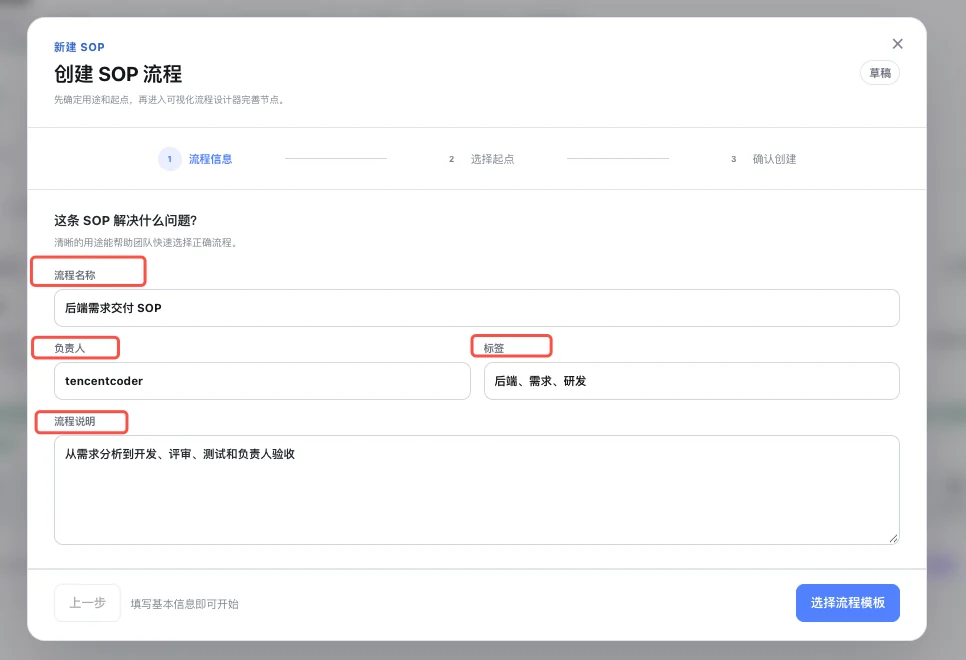 新建 SOP
创建 SOP 流程
草稿
先确定用途和起点，再进入可视化流程设计器完善节点。
1 流程信息 2 选择起点 3 确认创建
这条 SOP 解决什么问题?
清晰的用途能帮助团队快速选择正确流程。
流程名称
后端需求交付 SOP
负责人 标签
tencentcoder 后端、需求、研发
流程说明
从需求分析到开发、评审、测试和负责人验收
上一步 填写基本信息即可开始 选择流程模板